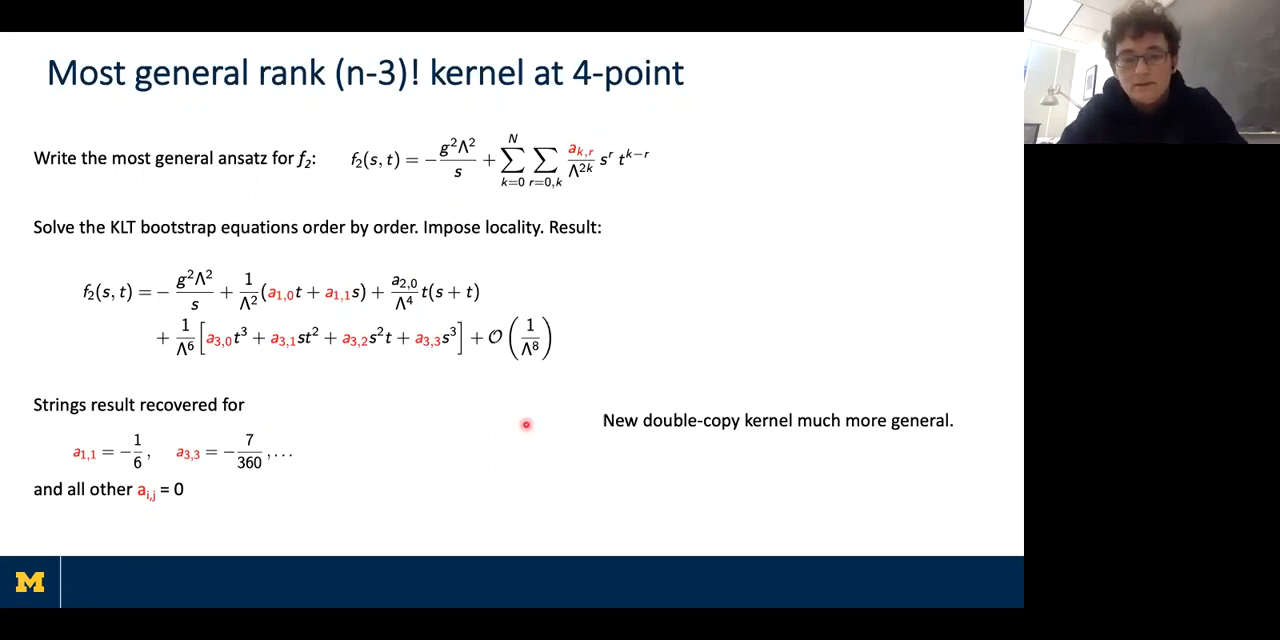 Most general rank (n-3)! kernel at 4-point
Write the most general ansatz for f₂: f₂(s, t) = − g²Λ²/s + ∑_{k=0}^{N} ∑_{r=0,k} a_{k,r}/Λ^{2k} s^r t^{k−r}
Solve the KLT bootstrap equations order by order. Impose locality. Result:
f₂(s, t) = − g²Λ²/s + 1/Λ² (a_{1,0}t + a_{1,1}s) + a_{2,0}/Λ⁴ t(s + t)
+ 1/Λ⁶ [a_{3,0}t³ + a_{3,1}st² + a_{3,2}s²t + a_{3,3}s³] + 𝒪(1/Λ⁸)
Strings result recovered for
New double-copy kernel much more general.
a_{1,1} = −1/6, a_{3,3} = −7/360, ...
and all other a_{i,j} = 0
M